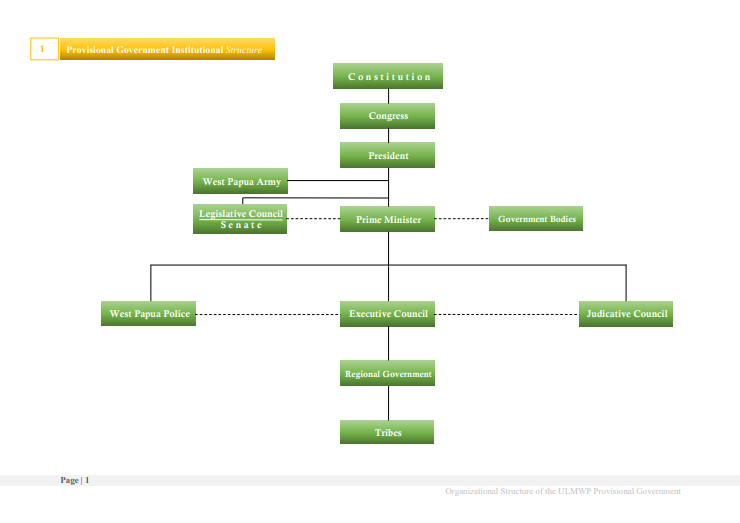 1
Provisional Government Institutional Structure
Constitution
Congress
President
West Papua Army
Legislative Council
Senate
Prime Minister
Government Bodies
West Papua Police
Executive Council
Judicative Council
Regional Government
Tribes
Page | 1
Organizational Structure of the ULMWP Provisional Government